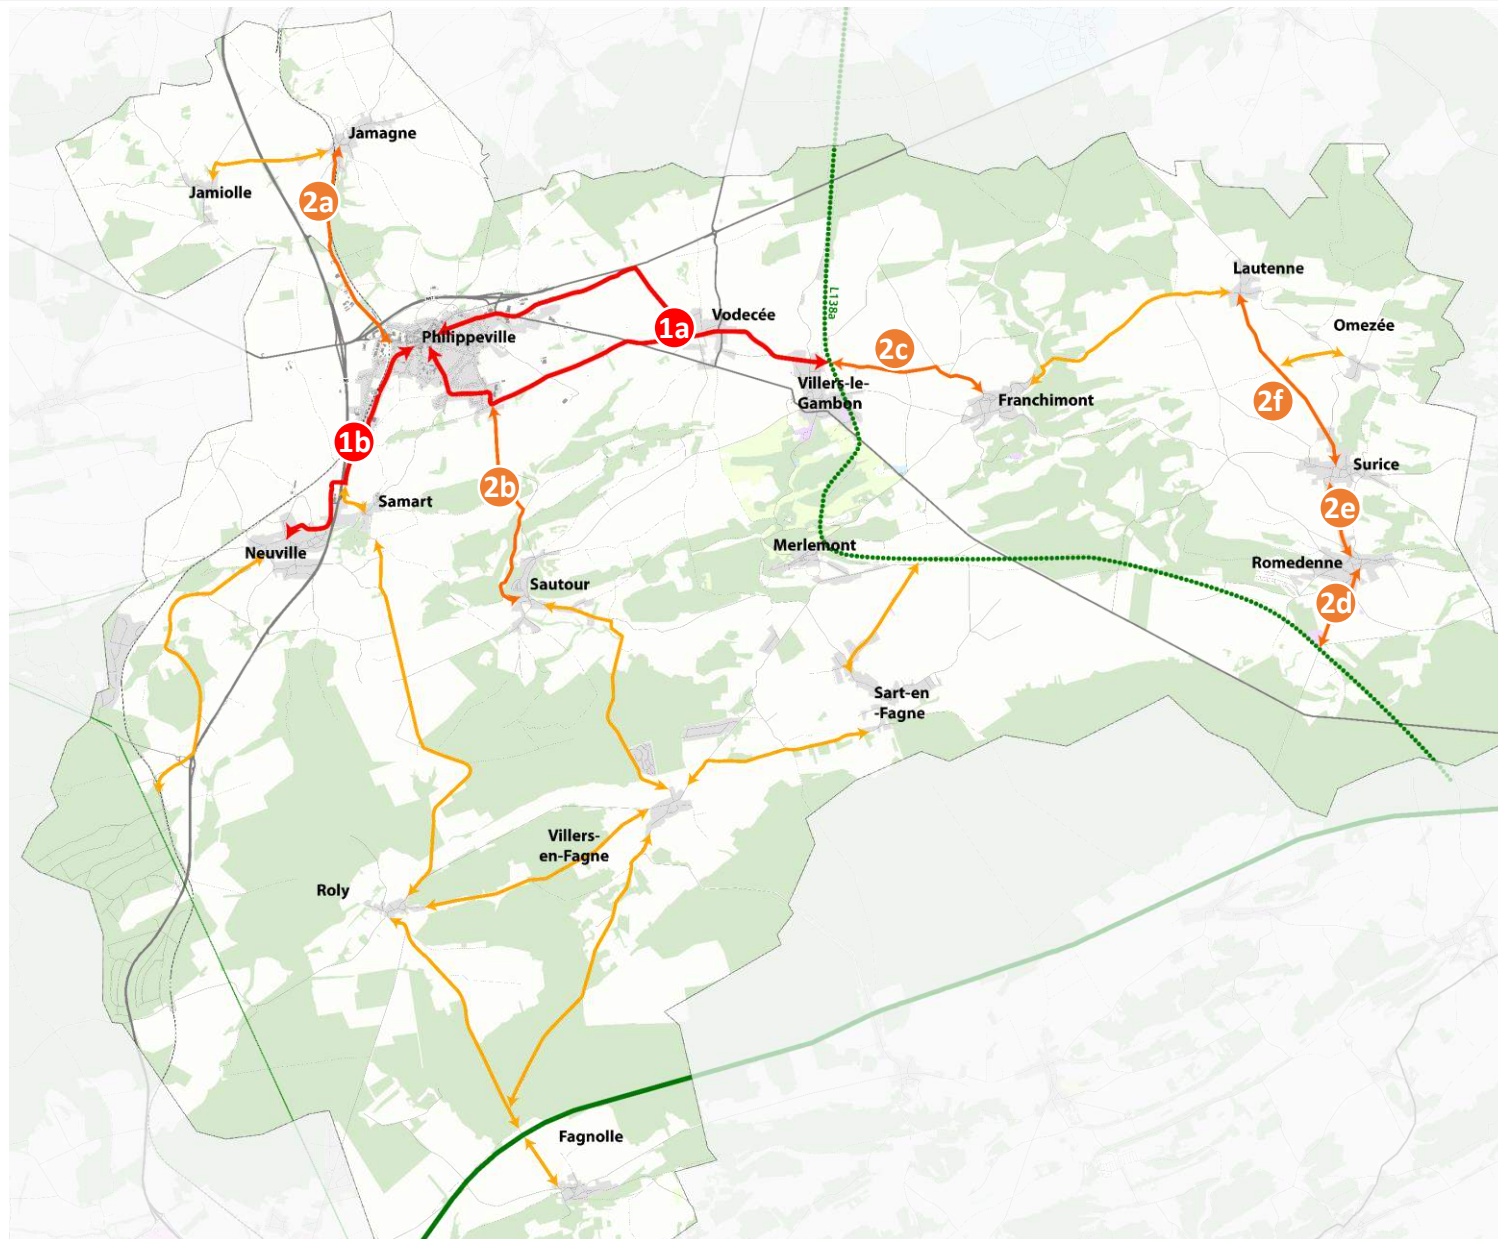 Jamagne
Jamiolle
2a
Lautenne
L138a
Vodecée
Omezée
1a
Philippeville
2c
Villers-le-
Gambon
Franchimont
2f
1b
Surice
2b
Samart
2e
Neuville
Merlemont
Romedenne
Sautour
2d
Sart-en
-Fagne
Villers-
en-Fagne
Roly
Fagnolle